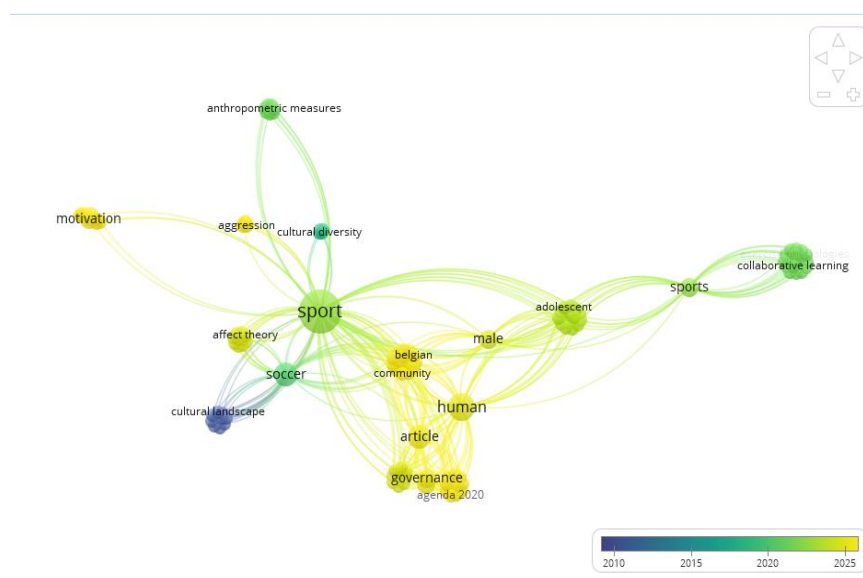 anthropometric measures
motivation
aggression
cultural diversity
collaborative learning
sports
sport
adolescent
affect theory
male
belgian
soccer
community
cultural landscape
human
article
governance
agenda 2020
2010
2015
2020
2025